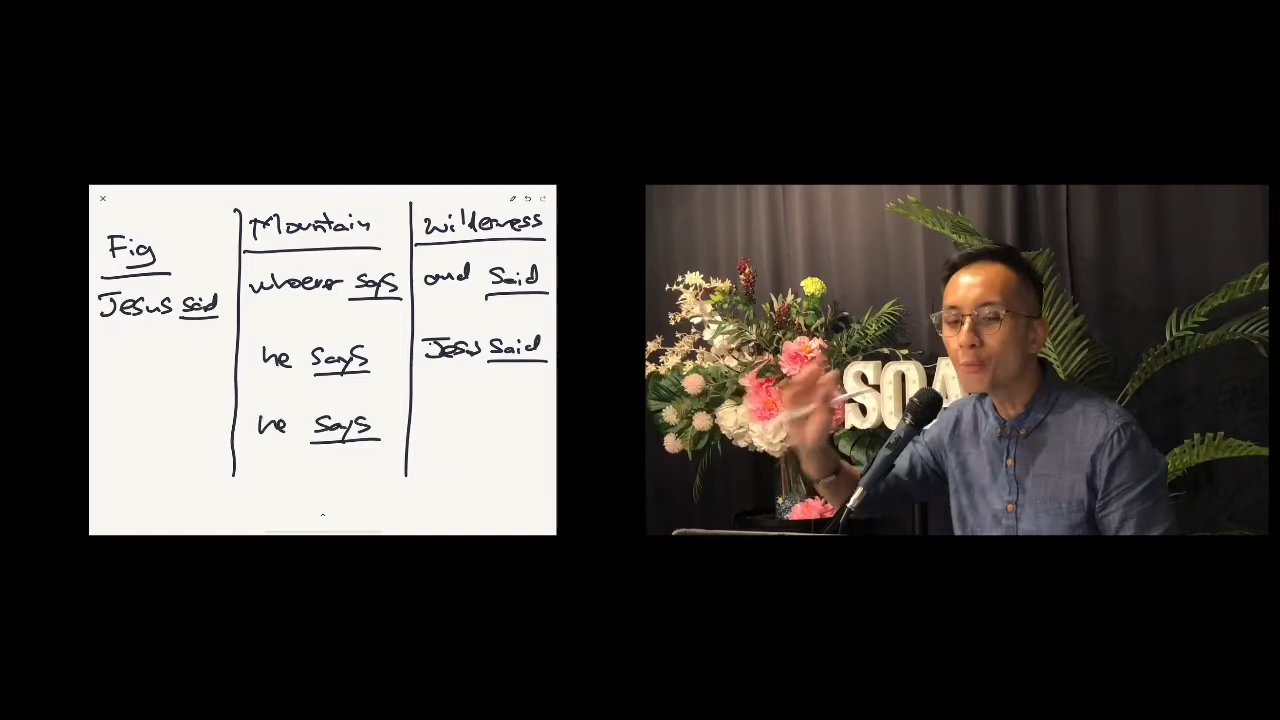 Fig
Jesus said
Mountain
whoever says
he says
he says
Wilderness
and said
Jesus said
SOA